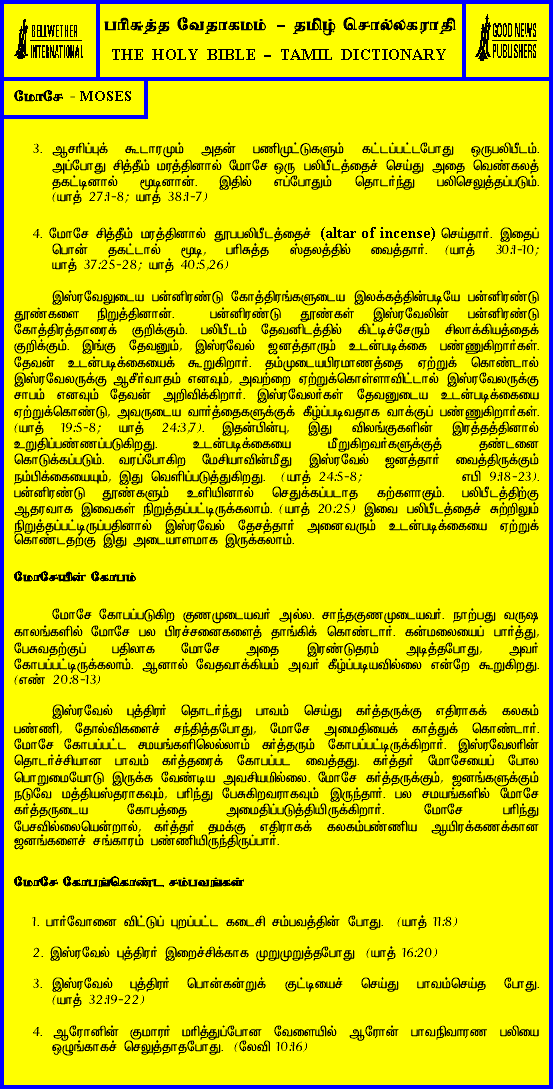 BELLWETHER
INTERNATIONAL
பரிசுத்த வேதாகமம் – தமிழ் சொல்லகராதி
THE HOLY BIBLE – TAMIL DICTIONARY
GOOD NEWS
PUBLISHERS
மோசே - MOSES
3. ஆசரிப்புக் கூடாரமும் அதன் பணிமுட்டுகளும் கட்டப்பட்டபோது ஒருபலிபீடம்.
அப்போது சித்தீம் மரத்தினால் மோசே ஒரு பலிபீடத்தைச் செய்து அதை வெண்கலத்
தகட்டினால் மூடினான். இதில் எப்போதும் தொடர்ந்து பலிசெலுத்தப்படும்.
(யாத் 27:1-8; யாத் 38:1-7)
4. மோசே சித்தீம் மரத்தினால் தூபபலிபீடத்தைச் (altar of incense) செய்தார். இதைப்
பொன் தகட்டால் மூடி, பரிசுத்த ஸ்தலத்தில் வைத்தார். (யாத் 30:1-10;
யாத் 37:25-28; யாத் 40:5,26)
இஸ்ரவேலுடைய பன்னிரண்டு கோத்திரங்களுடைய இலக்கத்தின்படியே பன்னிரண்டு
தூண்களை நிறுத்தினான். பன்னிரண்டு தூண்கள் இஸ்ரவேலின் பன்னிரண்டு
கோத்திரத்தாரைக் குறிக்கும். பலிபீடம் தேவனிடத்தில் கிட்டிச்சேரும் சிலாக்கியத்தைக்
குறிக்கும். இங்கு தேவனும், இஸ்ரவேல் ஜனத்தாரும் உடன்படிக்கை பண்ணுகிறார்கள்.
தேவன் உடன்படிக்கையைக் கூறுகிறார். தம்முடையபிரமாணத்தை ஏற்றுக் கொண்டால்
இஸ்ரவேலருக்கு ஆசீர்வாதம் எனவும், அவற்றை ஏற்றுக்கொள்ளாவிட்டால் இஸ்ரவேலருக்கு
சாபம் எனவும் தேவன் அறிவிக்கிறார். இஸ்ரவேலர்கள் தேவனுடைய உடன்படிக்கையை
ஏற்றுக்கொண்டு, அவருடைய வார்த்தைகளுக்குக் கீழ்ப்படிவதாக வாக்குப் பண்ணுகிறார்கள்.
(யாத் 19:5-8; யாத் 24:3,7). இதன்பின்பு, இது விலங்குகளின் இரத்தத்தினால்
உறுதிப்பண்ணப்படுகிறது. உடன்படிக்கையை மீறுகிறவர்களுக்குத் தண்டனை
கொடுக்கப்படும். வரப்போகிற மேசியாவின்மீது இஸ்ரவேல் ஜனத்தார் வைத்திருக்கும்
நம்பிக்கையையும், இது வெளிப்படுத்துகிறது. (யாத் 24:5-8; எபி 9:18-23).
பன்னிரண்டு தூண்களும் உளியினால் செதுக்கப்படாத கற்களாகும். பலிபீடத்திற்கு
ஆதரவாக இவைகள் நிறுத்தப்பட்டிருக்கலாம். (யாத் 20:25) இவை பலிபீடத்தைச் சுற்றிலும்
நிறுத்தப்பட்டிருப்பதினால் இஸ்ரவேல் தேசத்தார் அனைவரும் உடன்படிக்கையை ஏற்றுக்
கொண்டதற்கு இது அடையாளமாக இருக்கலாம்.
மோசேயின் கோபம்
மோசே கோபப்படுகிற குணமுடையவர் அல்ல. சாந்தகுணமுடையவர். நாற்பது வருஷ
காலங்களில் மோசே பல பிரச்சனைகளைத் தாங்கிக் கொண்டார். கன்மலையைப் பார்த்து,
பேசுவதற்குப் பதிலாக மோசே அதை இரண்டுதரம் அடித்தபோது, அவர்
கோபப்பட்டிருக்கலாம். ஆனால் வேதவாக்கியம் அவர் கீழ்ப்படியவில்லை என்றே கூறுகிறது.
(எண் 20:8-13)
இஸ்ரவேல் புத்திரர் தொடர்ந்து பாவம் செய்து கர்த்தருக்கு எதிராகக் கலகம்
பண்ணி, தோல்விகளைச் சந்தித்தபோது, மோசே அமைதியைக் காத்துக் கொண்டார்.
மோசே கோபப்பட்ட சமயங்களிலெல்லாம் கர்த்தரும் கோபப்பட்டிருக்கிறார். இஸ்ரவேலரின்
தொடர்ச்சியான பாவம் கர்த்தரைக் கோபப்பட வைத்தது. கர்த்தர் மோசேயைப் போல
பொறுமையோடு இருக்க வேண்டிய அவசியமில்லை. மோசே கர்த்தருக்கும், ஜனங்களுக்கும்
நடுவே மத்தியஸ்தராகவும், பரிந்து பேசுகிறவராகவும் இருந்தார். பல சமயங்களில் மோசே
கர்த்தருடைய கோபத்தை அமைதிப்படுத்தியிருக்கிறார். மோசே பரிந்து
பேசவில்லையென்றால், கர்த்தர் தமக்கு எதிராகக் கலகம்பண்ணிய ஆயிரக்கணக்கான
ஜனங்களைச் சங்காரம் பண்ணியிருந்திருப்பார்.
மோசே கோபங்கொண்ட சம்பவங்கள்
1. பார்வோனை விட்டுப் புறப்பட்ட கடைசி சம்பவத்தின் போது. (யாத் 11:8)
2. இஸ்ரவேல் புத்திரர் இறைச்சிக்காக முறுமுறுத்தபோது (யாத் 16:20)
3. இஸ்ரவேல் புத்திரர் பொன்கன்றுக் குட்டியைச் செய்து பாவம்செய்த போது.
(யாத் 32:19-22)
4. ஆரோனின் குமாரர் மரித்துப்போன வேளையில் ஆரோன் பாவநிவாரண பலியை
ஒழுங்காகச் செலுத்தாதபோது. (லேவி 10:16)